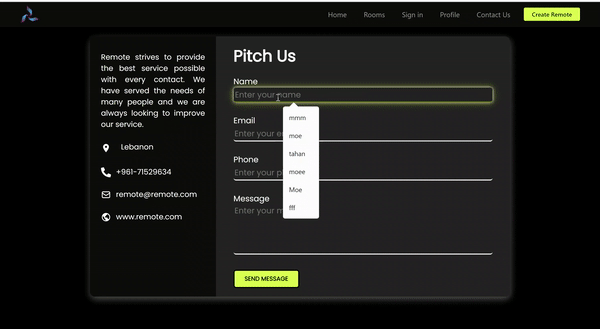 Home Rooms Sign in Profile Contact Us Create Remote
Remote strives to provide
the best service possible
with every contact. We
have served the needs of
many people and we are
always looking to improve
our service.
Lebanon
+961-71529634
remote@remote.com
www.remote.com
Pitch Us
Name
Enter your name
mmm
moe
tahan
moee
Moe
fff
Email
Enter your
Phone
Enter your
Message
Enter your
SEND MESSAGE